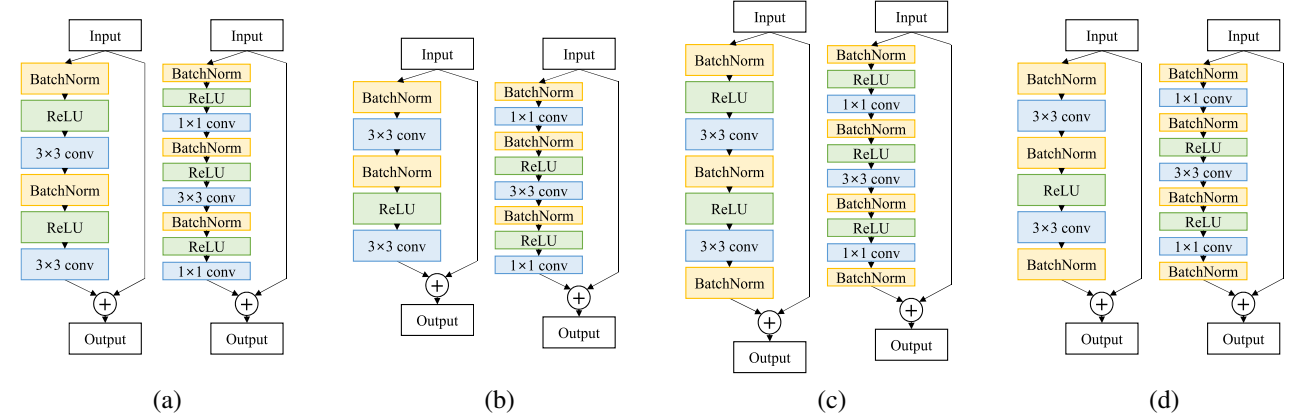 Input
BatchNorm
ReLU
3×3 conv
BatchNorm
ReLU
3×3 conv
+
Output
Input
BatchNorm
ReLU
1×1 conv
BatchNorm
ReLU
3×3 conv
BatchNorm
ReLU
1×1 conv
+
Output
(a)
Input
BatchNorm
3×3 conv
BatchNorm
ReLU
3×3 conv
+
Output
Input
BatchNorm
1×1 conv
BatchNorm
ReLU
3×3 conv
BatchNorm
ReLU
1×1 conv
+
Output
(b)
Input
BatchNorm
ReLU
3×3 conv
BatchNorm
ReLU
3×3 conv
BatchNorm
+
Output
Input
BatchNorm
ReLU
1×1 conv
BatchNorm
ReLU
3×3 conv
BatchNorm
ReLU
1×1 conv
BatchNorm
+
Output
(c)
Input
BatchNorm
3×3 conv
BatchNorm
ReLU
3×3 conv
BatchNorm
+
Output
Input
BatchNorm
1×1 conv
BatchNorm
ReLU
3×3 conv
BatchNorm
ReLU
1×1 conv
BatchNorm
+
Output
(d)